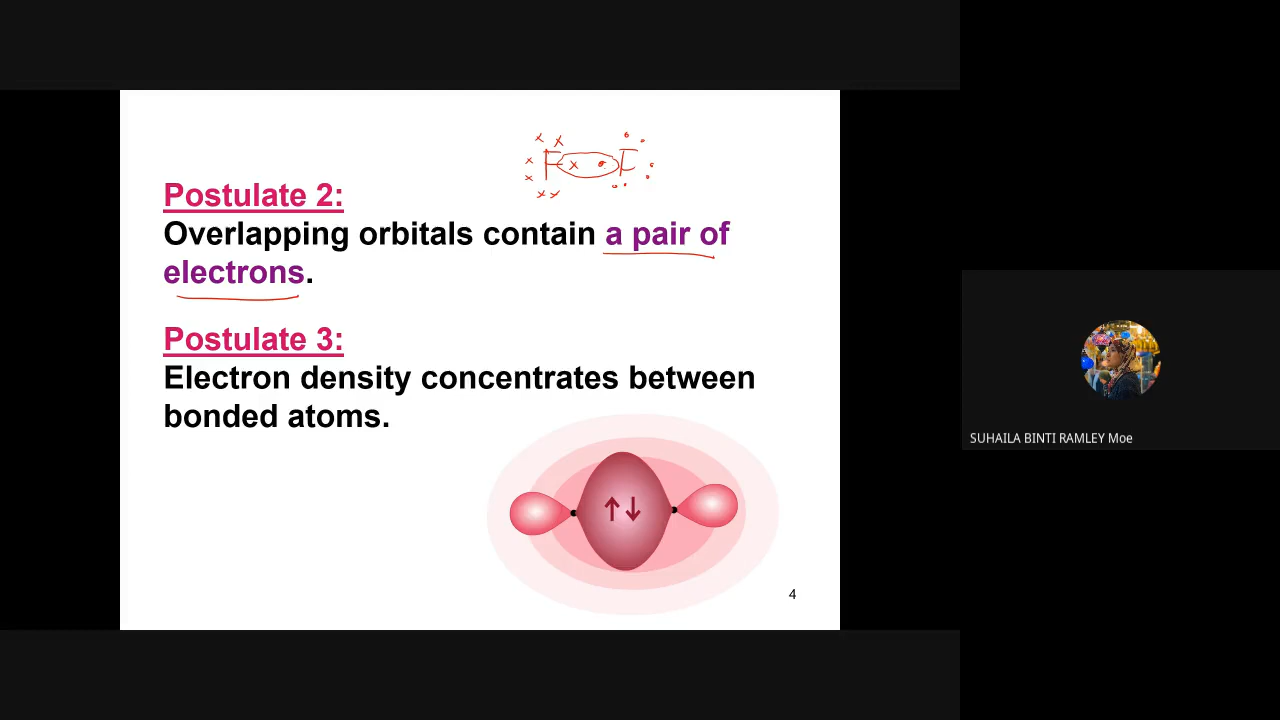 F x o F
Postulate 2:
Overlapping orbitals contain a pair of
electrons.
Postulate 3:
Electron density concentrates between
bonded atoms.
↑↓
4
SUHAILA BINTI RAMLEY Moe